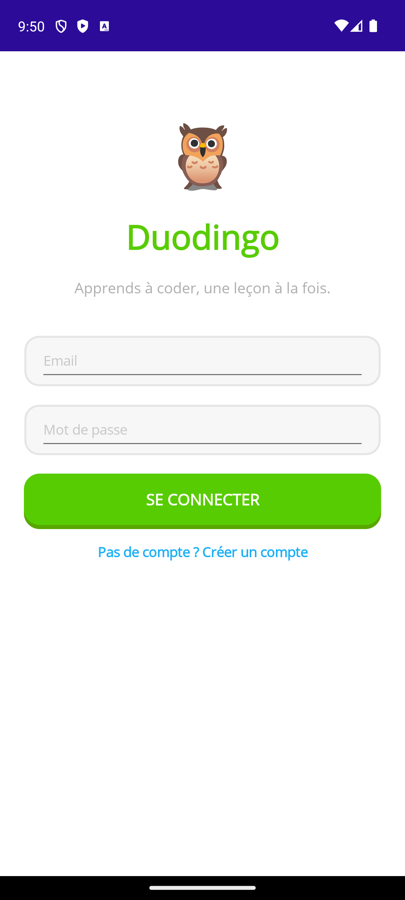 9:50
Duodingo
Apprends à coder, une leçon à la fois.
Email
Mot de passe
SE CONNECTER
Pas de compte ? Créer un compte